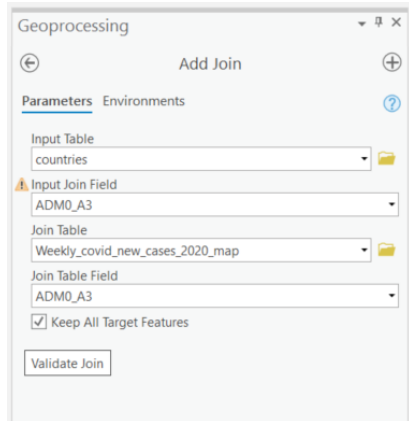 Geoprocessing
Add Join
Parameters Environments
Input Table
countries
Input Join Field
ADM0_A3
Join Table
Weekly_covid_new_cases_2020_map
Join Table Field
ADM0_A3
Keep All Target Features
Validate Join